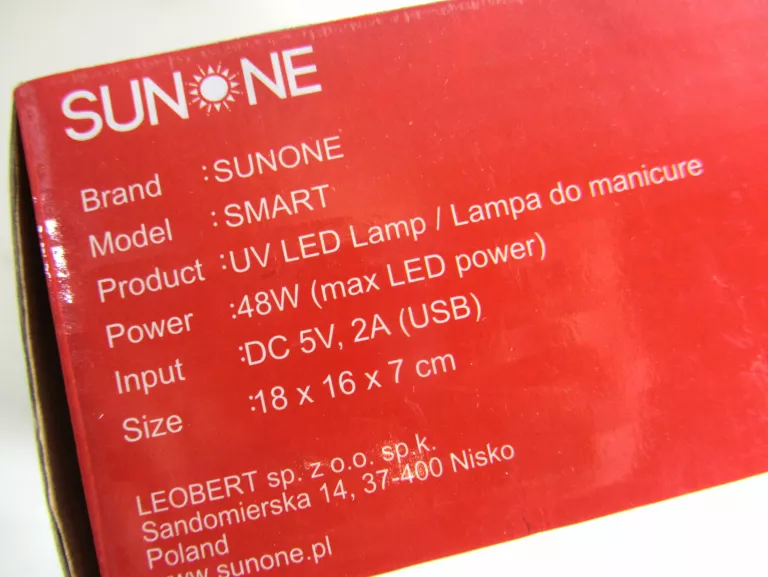 SUNONE
Brand :SUNONE
Model :SMART
Product :UV LED Lamp / Lampa do manicure
Power :48W (max LED power)
Input :DC 5V, 2A (USB)
Size :18 x 16 x 7 cm
LEOBERT sp. z o.o. sp.k.
Sandomierska 14, 37-400 Nisko
Poland
www.sunone.pl